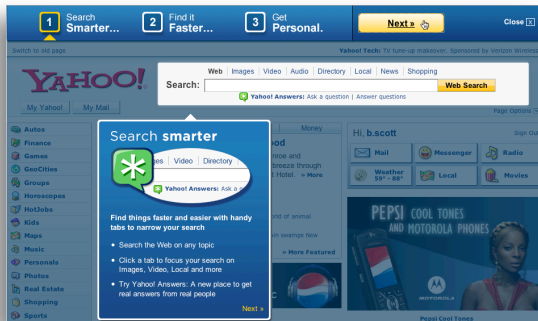 1 Search Smarter...
2 Find it Faster...
3 Get Personal.
Next »
Close X
Switch to old page
Yahoo! Tech: TV tune-up makeover. Sponsored by Verizon Wireless
YAHOO!
Web | Images | Video | Audio | Directory | Local | News | Shopping
Search:
Web Search
Yahoo! Answers: Ask a question | Answer questions
My Yahoo!
My Mail
Page Options
Autos
Finance
Games
GeoCities
Groups
Horoscopes
HotJobs
Kids
Maps
Music
Personals
Photos
Real Estate
Shopping
Sports
Search smarter
ges | Video | Directory
Yahoo! Answers: Ask a
Find things faster and easier with handy
tabs to narrow your search
• Search the Web on any topic
• Click a tab to focus your search on
Images, Video, Local and more
• Try Yahoo! Answers: A new place to get
real answers from real people
Next »
Money
od
nroe and
breeze through
t Hotel. » More
nd of animal
in swamps New
» More Featured
Hi, b.scott
Sign Out
Mail
Messenger
Radio
Weather
59° - 88°
Local
Movies
PEPSI COOL TONES
AND MOTOROLA PHONES
MOTOROLA
Pepsi Cool Tones